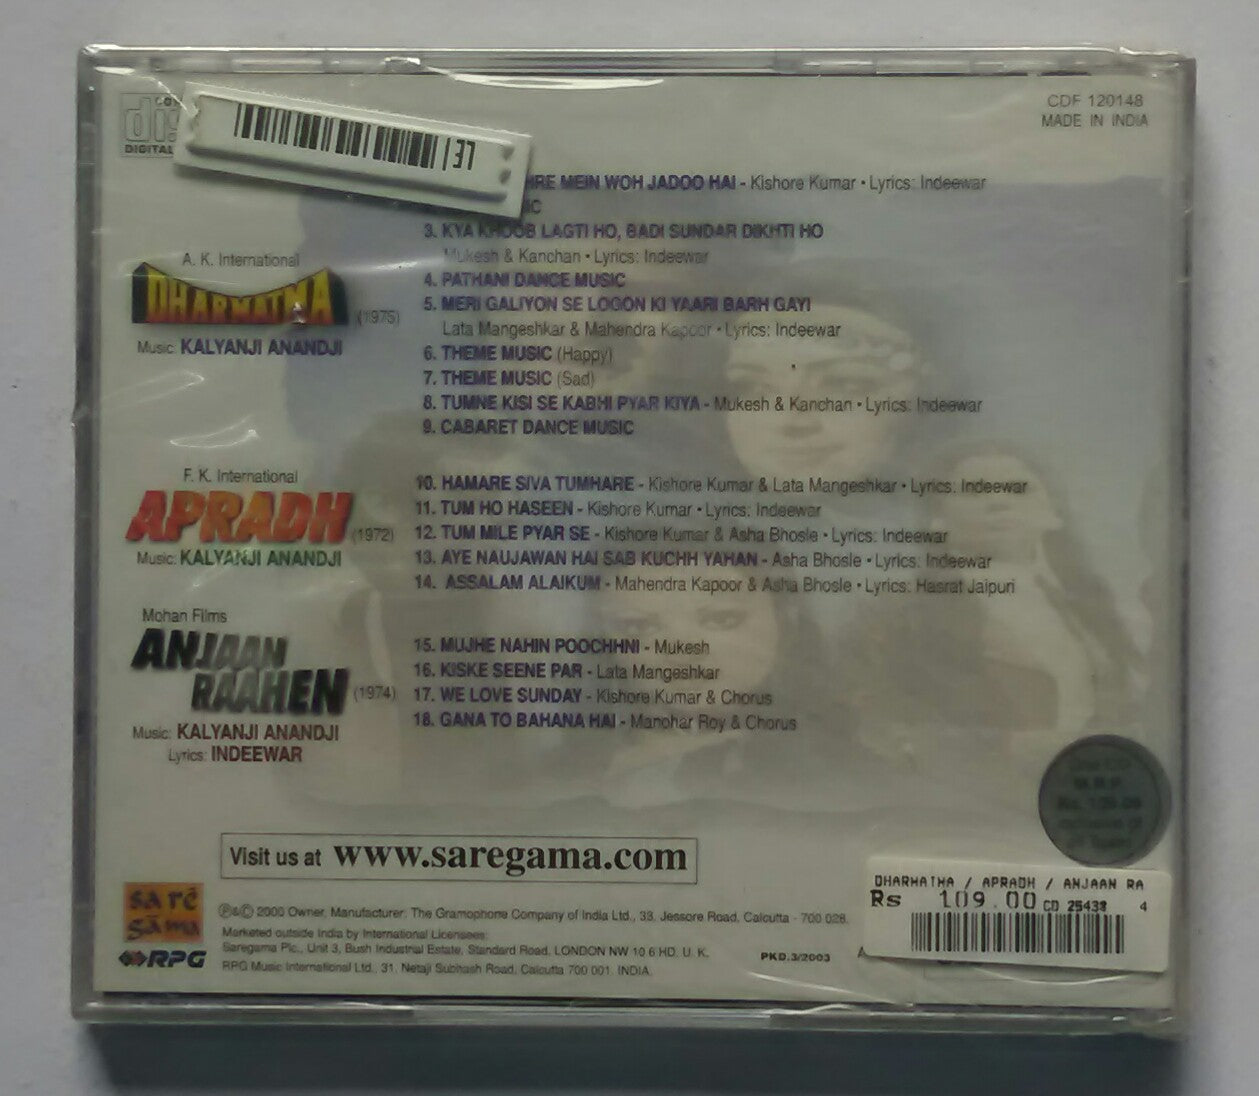 DIGITAL
LE
CDF 120148
MADE IN INDIA
HRE MEIN WOH JADOO HAI - Kishore Kumar • Lyrics: Indeewar
IC
3. KYA KHOOB LAGTI HO, BADI SUNDAR DIKHTI HO
Mukesh & Kanchan • Lyrics: Indeewar
4. PATHANI DANCE MUSIC
5. MERI GALIYON SE LOGON KI YAARI BARH GAYI
Lata Mangeshkar & Mahendra Kapoor • Lyrics: Indeewar
6. THEME MUSIC (Happy)
7. THEME MUSIC (Sad)
8. TUMNE KISI SE KABHI PYAR KIYA - Mukesh & Kanchan • Lyrics: Indeewar
9. CABARET DANCE MUSIC
A. K. International
DHARMATMA (1975)
Music: KALYANJI ANANDJI
F. K. International
APRADH (1972)
Music: KALYANJI ANANDJI
10. HAMARE SIVA TUMHARE - Kishore Kumar & Lata Mangeshkar • Lyrics: Indeewar
11. TUM HO HASEEN - Kishore Kumar • Lyrics: Indeewar
12. TUM MILE PYAR SE - Kishore Kumar & Asha Bhosle • Lyrics: Indeewar
13. AYE NAUJAWAN HAI SAB KUCHH YAHAN - Asha Bhosle • Lyrics: Indeewar
14. ASSALAM ALAIKUM - Mahendra Kapoor & Asha Bhosle • Lyrics: Hasrat Jaipuri
Mohan Films
ANJAAN
RAAHEN (1974)
Music: KALYANJI ANANDJI
Lyrics: INDEEWAR
15. MUJHE NAHIN POOCHHNI - Mukesh
16. KISKE SEENE PAR - Lata Mangeshkar
17. WE LOVE SUNDAY - Kishore Kumar & Chorus
18. GANA TO BAHANA HAI - Manohar Roy & Chorus
Visit us at www.saregama.com
sa rē
gā ma
RPG
℗&© 2000 Owner, Manufacturer: The Gramophone Company of India Ltd., 33, Jessore Road, Calcutta - 700 028.
Marketed outside India by International Licensees:
Saregama Plc., Unit 3, Bush Industrial Estate, Standard Road, LONDON NW 10 6 HD. U. K.
RPG Music International Ltd., 31, Netaji Subhash Road, Calcutta 700 001. INDIA.
PKD.3/2003
M.R.P.
DHARMATMA / APRADH / ANJAAN RA
Rs 109.00 CD 25438 4